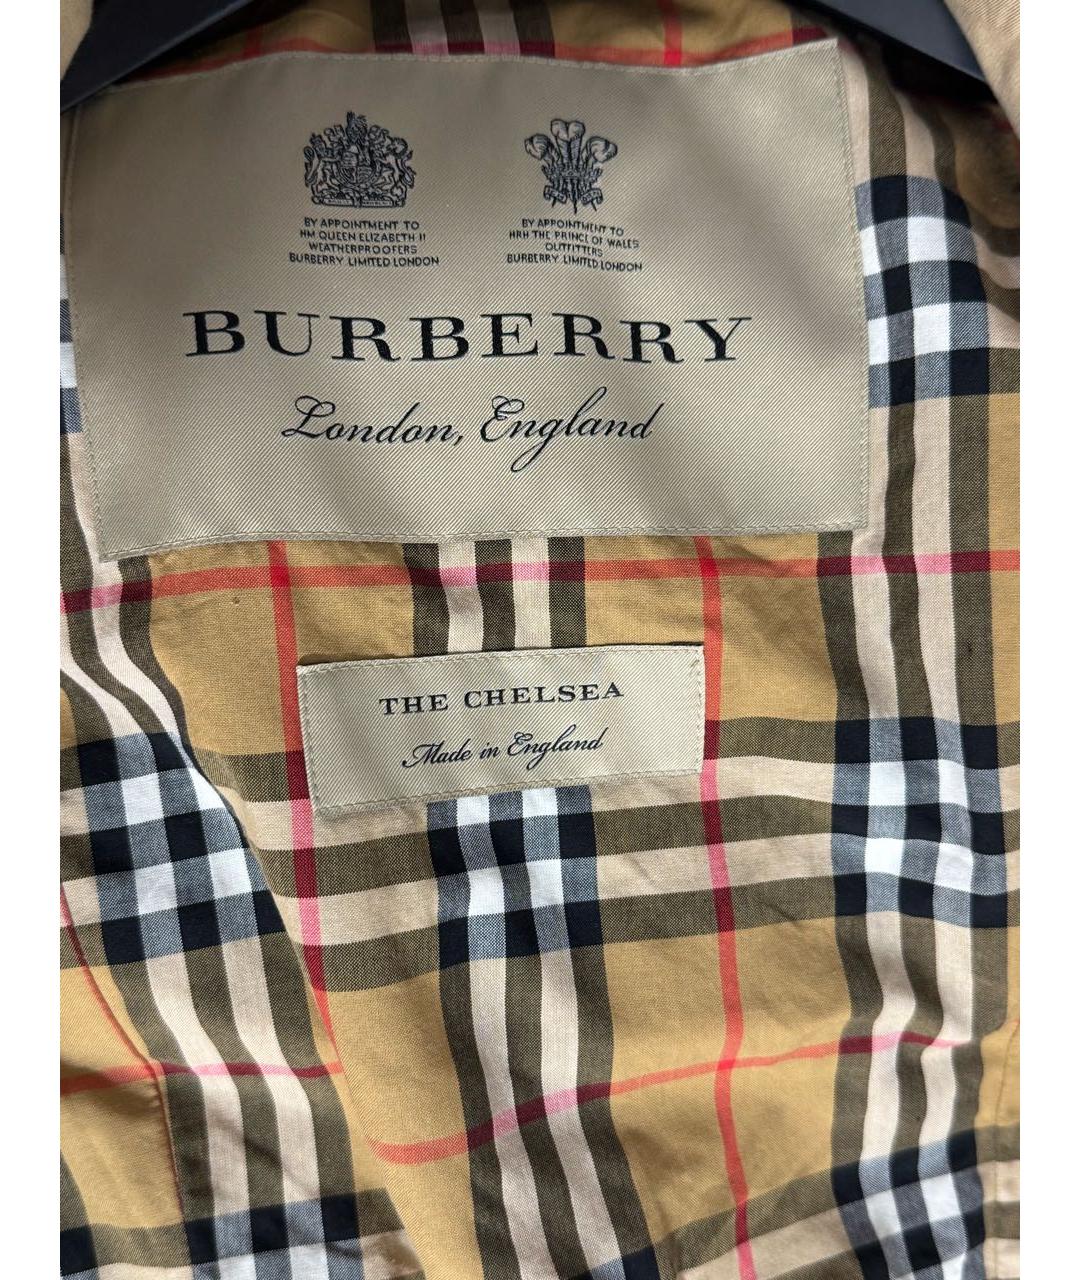 BY APPOINTMENT TO
HM QUEEN ELIZABETH II
WEATHERPROOFERS
BURBERRY LIMITED LONDON
BY APPOINTMENT TO
HRH THE PRINCE OF WALES
OUTFITTERS
BURBERRY LIMITED LONDON
BURBERRY
London, England
THE CHELSEA
Made in England